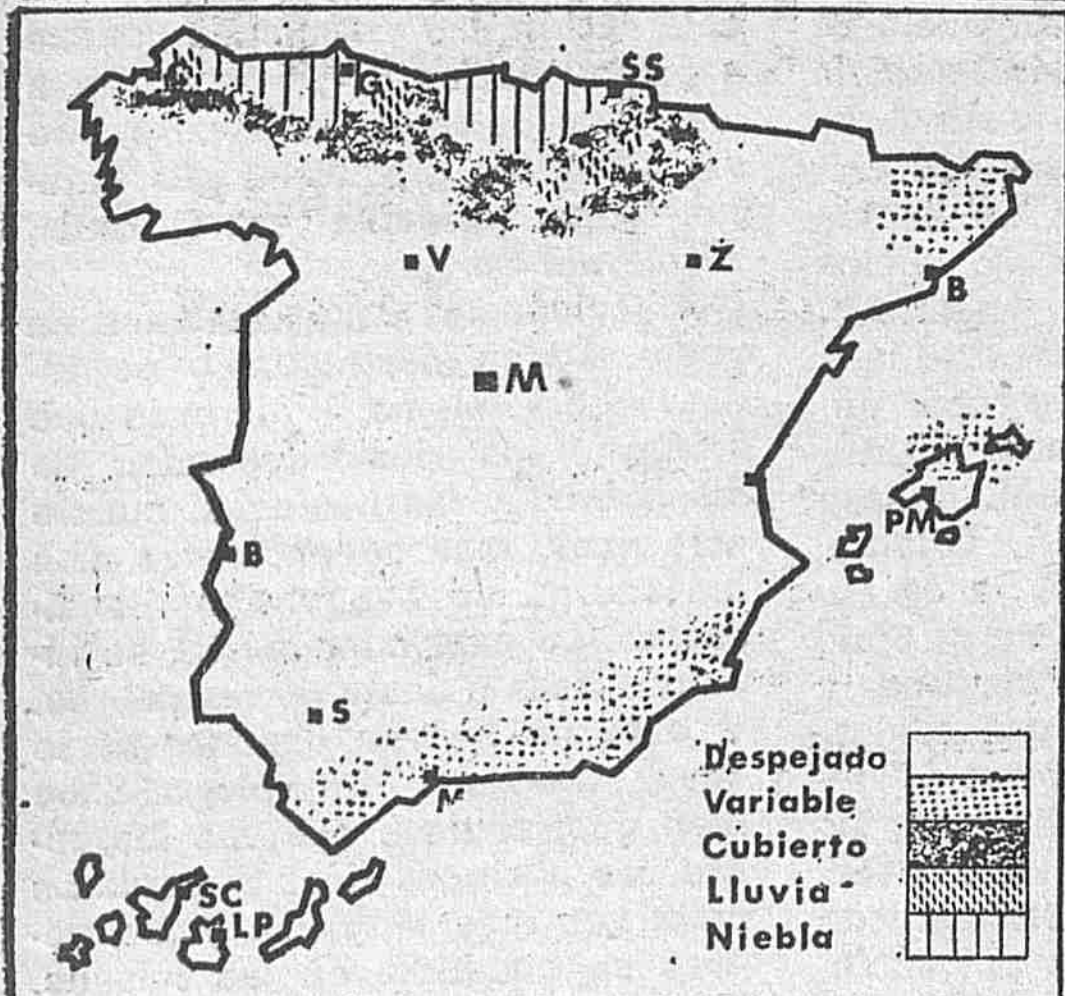 C
G
SS
V
Z
B
M
PM
B
S
M
SC
LP
Despejado
Variable
Cubierto
Lluvia
Niebla